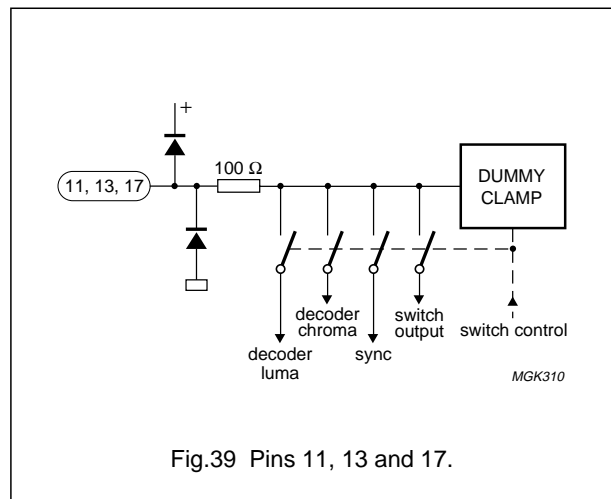 +
11, 13, 17
100 Ω
DUMMY
CLAMP
decoder
chroma
switch
output
switch control
decoder
luma
sync
MGK310
Fig.39 Pins 11, 13 and 17.